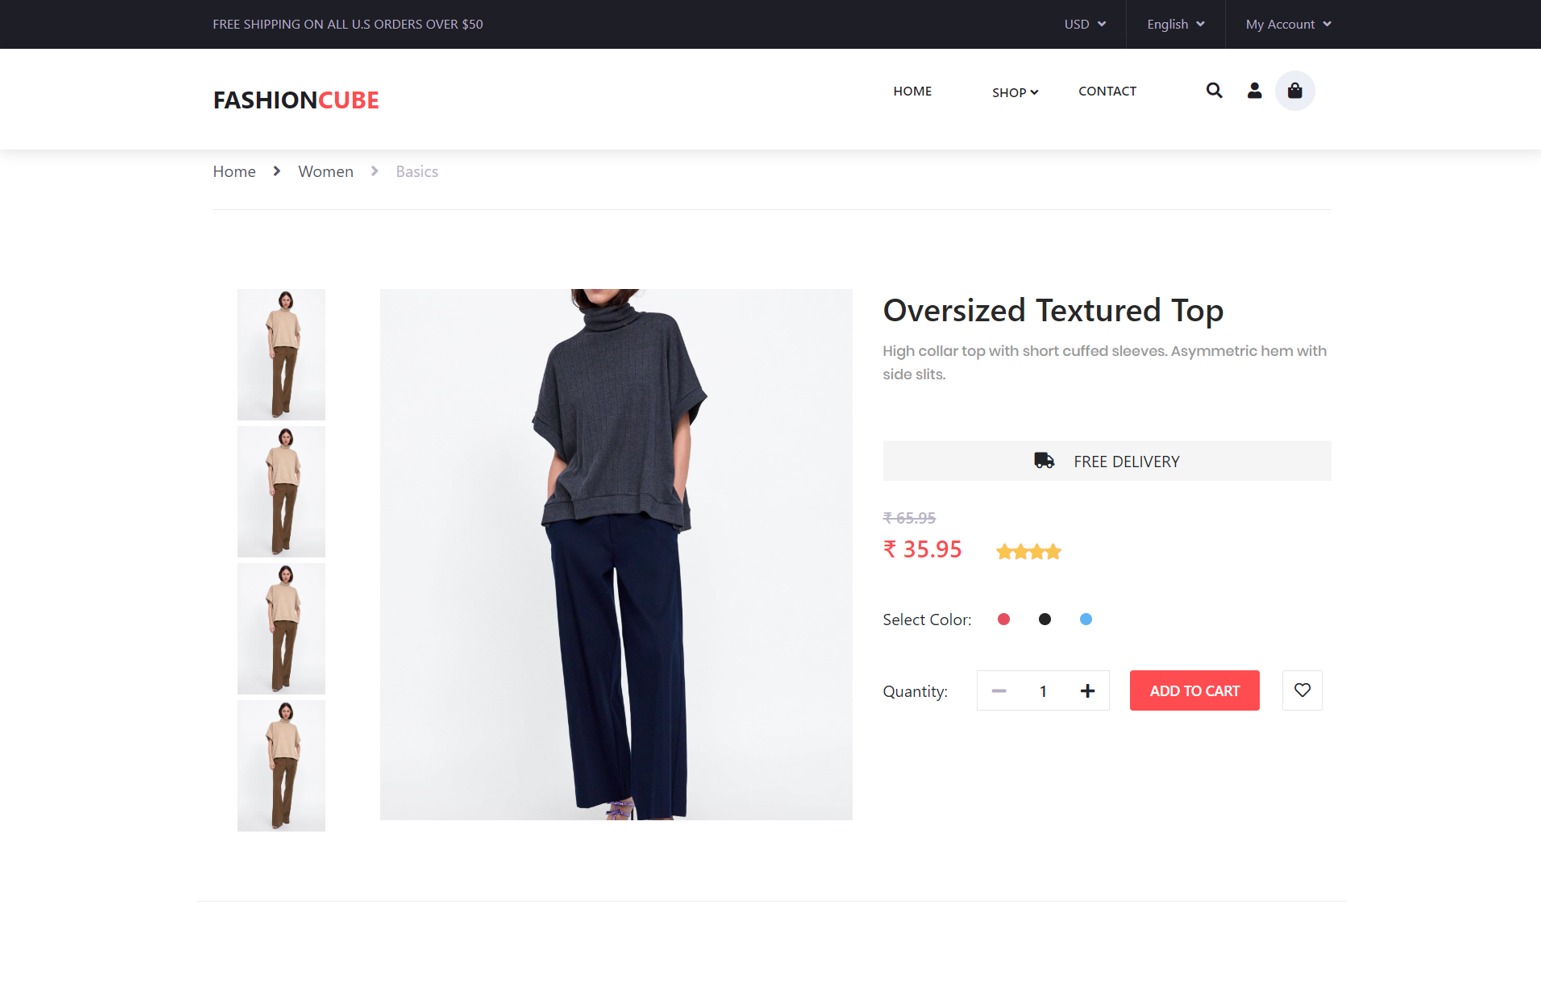 FREE SHIPPING ON ALL U.S ORDERS OVER $50
USD
English
My Account
FASHIONCUBE
HOME
SHOP
CONTACT
Home
Women
Basics
Oversized Textured Top
High collar top with short cuffed sleeves. Asymmetric hem with
side slits.
FREE DELIVERY
₹ 65.95
₹ 35.95
Select Color:
Quantity:
1
ADD TO CART